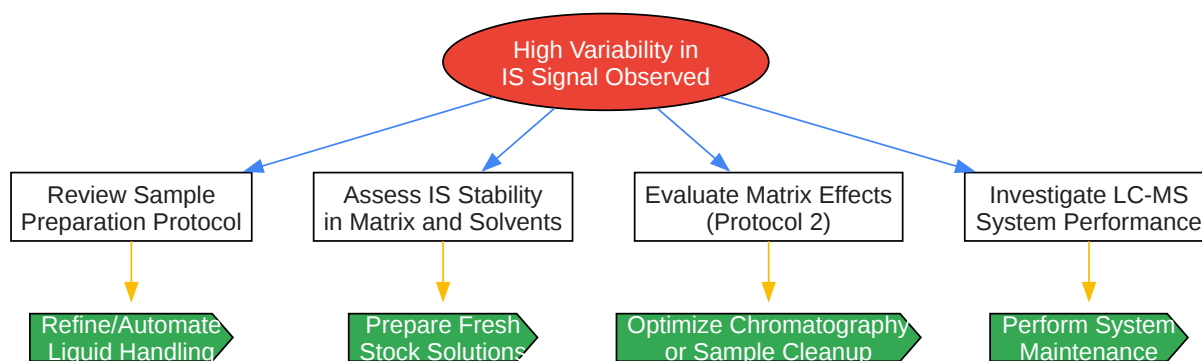 High Variability in
IS Signal Observed
Review Sample
Preparation Protocol
Assess IS Stability
in Matrix and Solvents
Evaluate Matrix Effects
(Protocol 2)
Investigate LC-MS
System Performance
Refine/Automate
Liquid Handling
Prepare Fresh
Stock Solutions
Optimize Chromatography
or Sample Cleanup
Perform System
Maintenance